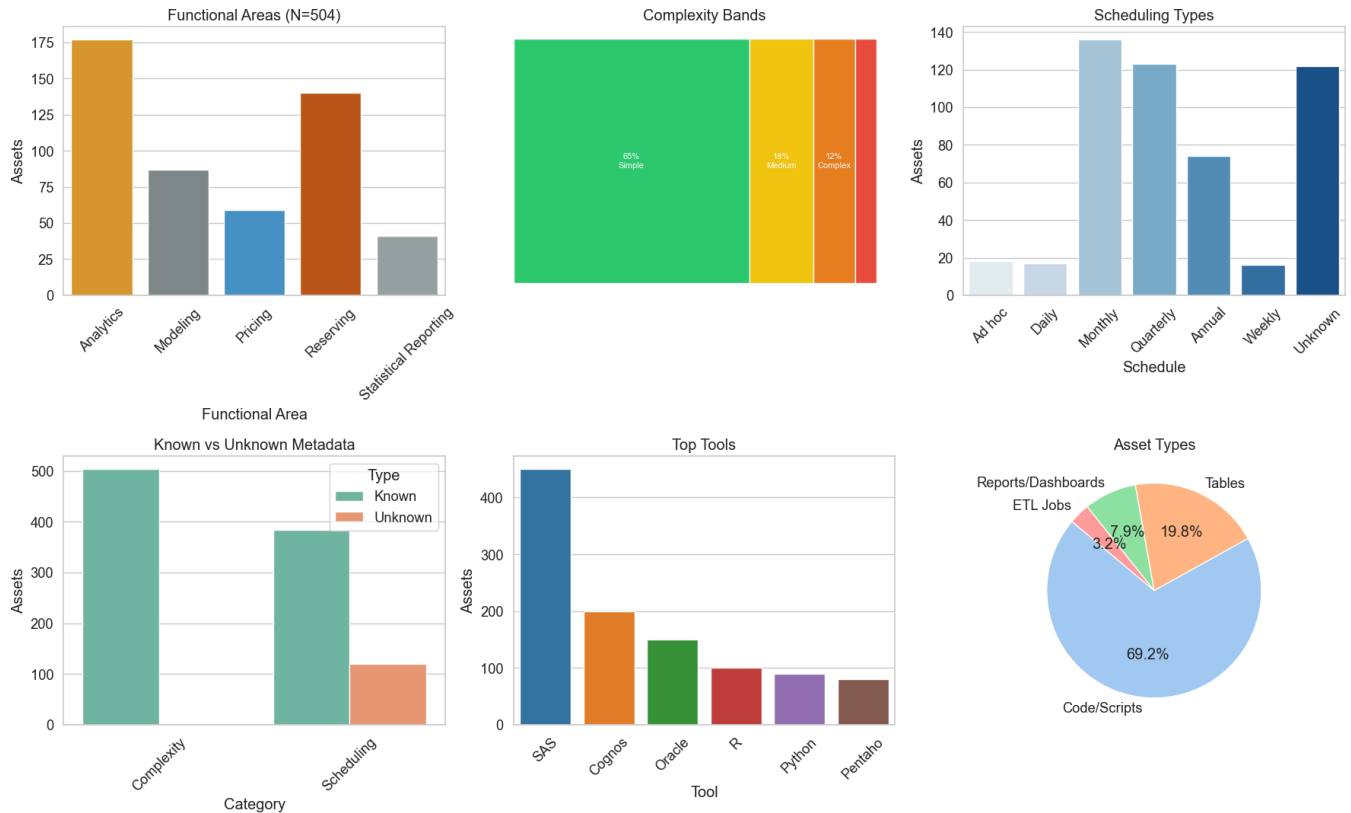 Functional Areas (N=504)
175
150
125
100
75
50
25
0
Assets
Analytics
Modeling
Pricing
Reserving
Statistical Reporting
Functional Area
Complexity Bands
65%
Simple
18%
Medium
12%
Complex
Scheduling Types
140
120
100
80
60
40
20
0
Assets
Ad hoc
Daily
Monthly
Quarterly
Annual
Weekly
Unknown
Schedule
Known vs Unknown Metadata
500
400
300
200
100
0
Assets
Type
Known
Unknown
Complexity
Scheduling
Category
Top Tools
400
300
200
100
0
Assets
SAS
Cognos
Oracle
R
Python
Pentaho
Tool
Asset Types
Reports/Dashboards
Tables
ETL Jobs
7.9%
19.8%
3.2%
69.2%
Code/Scripts